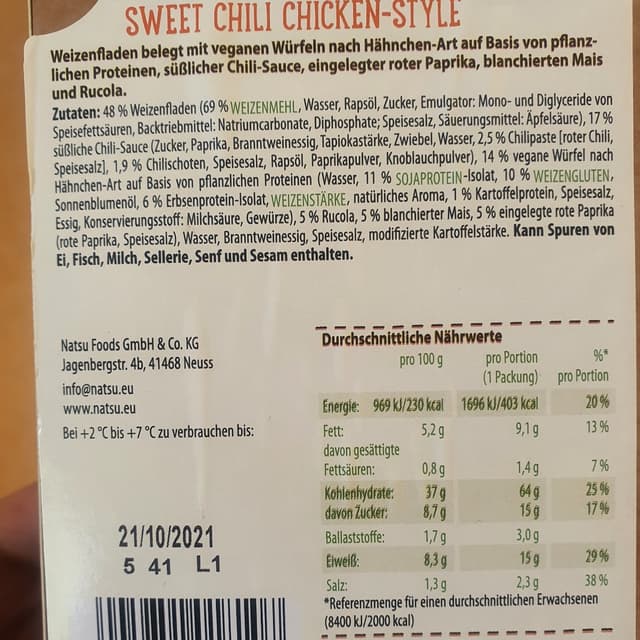 SWEET CHILI CHICKEN-STYLE
Weizenfladen belegt mit veganen Würfeln nach Hähnchen-Art auf Basis von pflanz-
lichen Proteinen, süßlicher Chili-Sauce, eingelegter roter Paprika, blanchierten Mais
und Rucola.
Zutaten: 48 % Weizenfladen (69 % WEIZENMEHL, Wasser, Rapsöl, Zucker, Emulgator: Mono- und Diglyceride von
Speisefettsäuren, Backtriebmittel: Natriumcarbonate, Diphosphate; Speisesalz, Säuerungsmittel: Äpfelsäure), 17 %
süßliche Chili-Sauce (Zucker, Paprika, Branntweinessig, Tapiokastärke, Zwiebel, Wasser, 2,5 % Chilipaste [roter Chili,
Speisesalz], 1,9 % Chilischoten, Speisesalz, Rapsöl, Paprikapulver, Knoblauchpulver), 14 % vegane Würfel nach
Hähnchen-Art auf Basis von pflanzlichen Proteinen (Wasser, 11 % SOJAPROTEIN-Isolat, 10 % WEIZENGLUTEN,
Sonnenblumenöl, 6 % Erbsenprotein-Isolat, WEIZENSTÄRKE, natürliches Aroma, 1 % Kartoffelprotein, Speisesalz,
Essig, Konservierungsstoff: Milchsäure, Gewürze), 5 % Rucola, 5 % blanchierter Mais, 5 % eingelegte rote Paprika
(rote Paprika, Speisesalz), Wasser, Branntweinessig, Speisesalz, modifizierte Kartoffelstärke. Kann Spuren von
Ei, Fisch, Milch, Sellerie, Senf und Sesam enthalten.
Natsu Foods GmbH & Co. KG
Jagenbergstr. 4b, 41468 Neuss
info@natsu.eu
www.natsu.eu
Bei +2 °C bis +7 °C zu verbrauchen bis:
21/10/2021
5 41 L1
Durchschnittliche Nährwerte
pro 100 g pro Portion %*
(1 Packung) pro Portion
Energie: 969 kJ/230 kcal 1696 kJ/403 kcal 20 %
Fett: 5,2 g 9,1 g 13 %
davon gesättigte
Fettsäuren: 0,8 g 1,4 g 7 %
Kohlenhydrate: 37 g 64 g 25 %
davon Zucker: 8,7 g 15 g 17 %
Ballaststoffe: 1,7 g 3,0 g
Eiweiß: 8,3 g 15 g 29 %
Salz: 1,3 g 2,3 g 38 %
*Referenzmenge für einen durchschnittlichen Erwachsenen
(8400 kJ/2000 kcal)